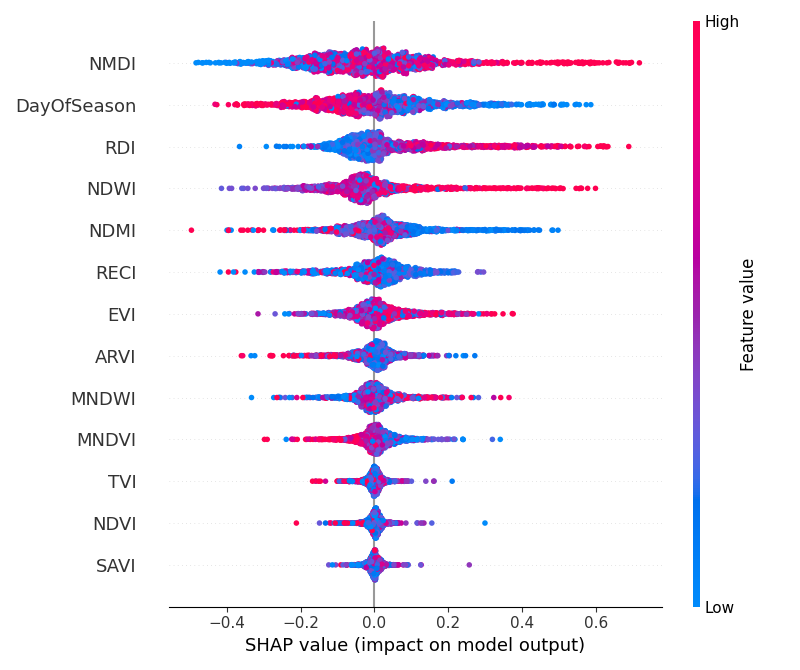 High
NMDI
DayOfSeason
RDI
NDWI
NDMI
RECI
EVI
ARVI
MNDWI
MNDVI
TVI
NDVI
SAVI
Feature value
Low
−0.4 −0.2 0.0 0.2 0.4 0.6
SHAP value (impact on model output)